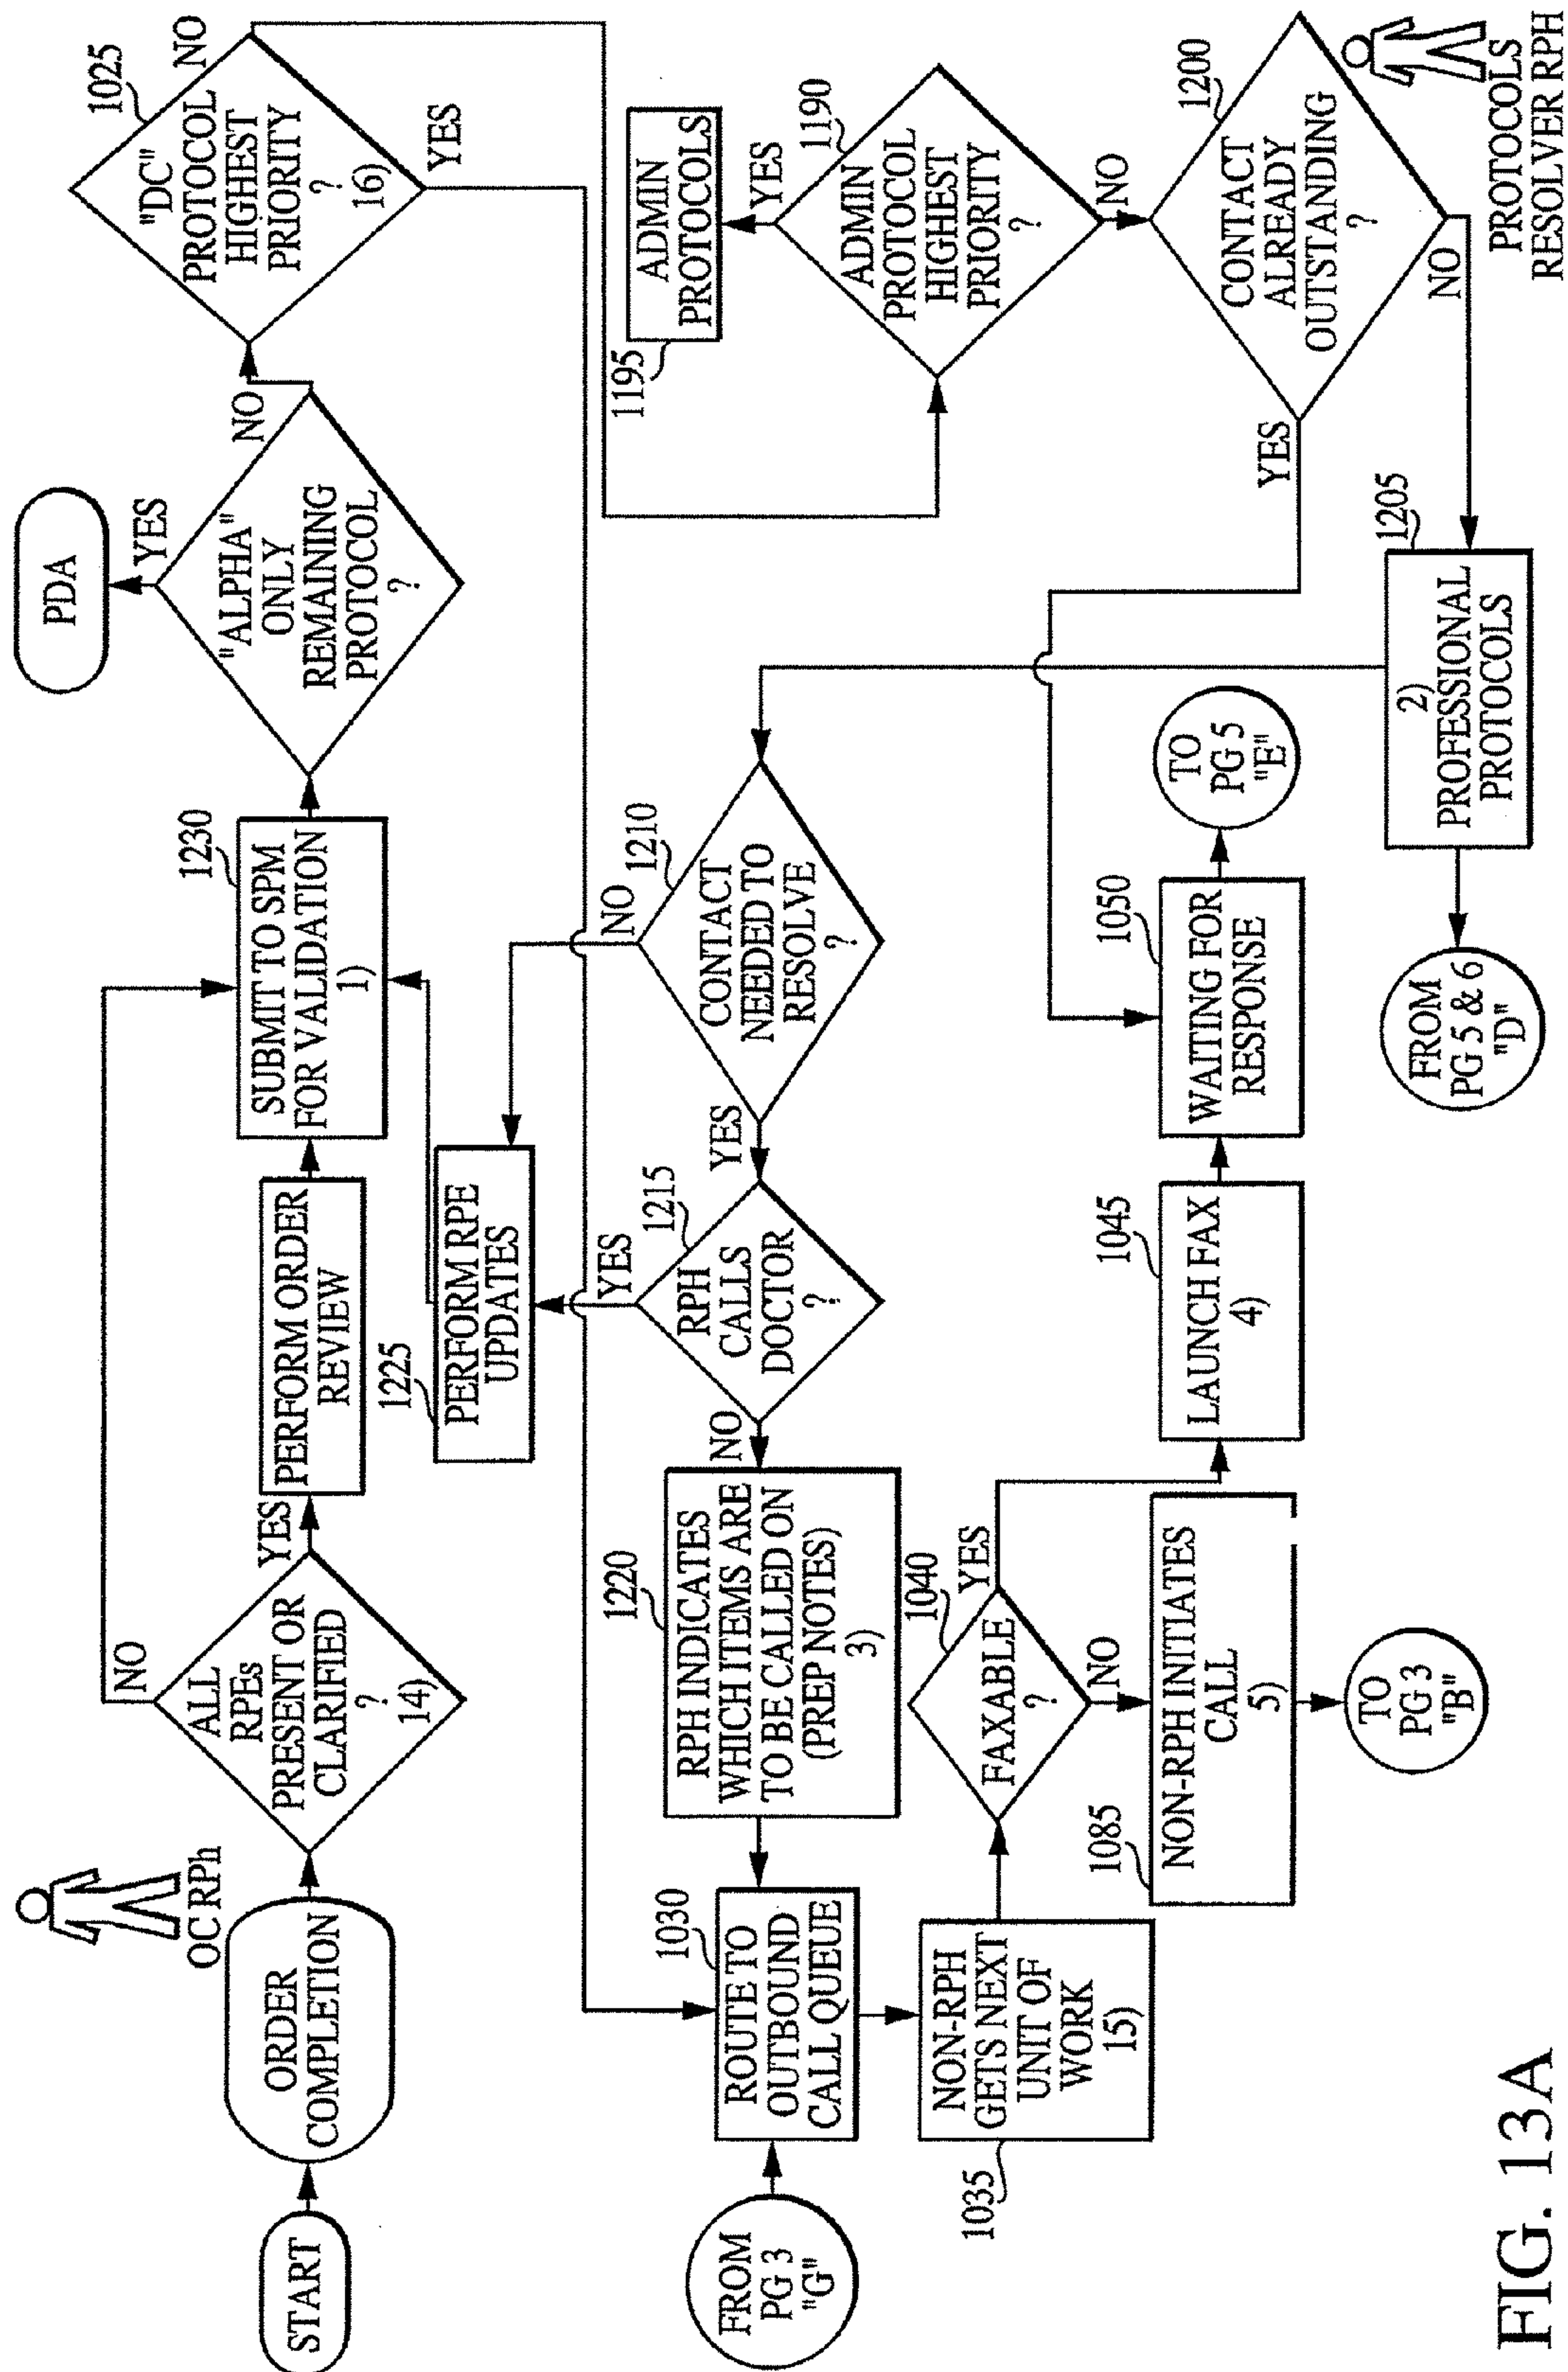 START
ORDER
COMPLETION
OC RPh
ALL
RPEs
PRESENT OR
CLARIFIED
?
14)
NO
YES
PERFORM ORDER
REVIEW
1230
SUBMIT TO SPM
FOR VALIDATION
1)
"ALPHA"
ONLY
REMAINING
PROTOCOL
?
YES
PDA
NO
1025
"DC"
PROTOCOL
HIGHEST
PRIORITY
?
16)
NO
YES
1225
PERFORM RPE
UPDATES
FROM
PG 3
"G"
1030
ROUTE TO
OUTBOUND
CALL QUEUE
1220
RPH INDICATES
WHICH ITEMS ARE
TO BE CALLED ON
(PREP NOTES)
3)
NO
1215
RPH
CALLS
DOCTOR
?
YES
YES
1210
CONTACT
NEEDED TO
RESOLVE
?
NO
1195
ADMIN
PROTOCOLS
YES
1190
ADMIN
PROTOCOL
HIGHEST
PRIORITY
?
NO
1035
NON-RPH
GETS NEXT
UNIT OF
WORK
15)
1040
FAXABLE
?
YES
NO
1085
NON-RPH INITIATES
CALL
5)
TO
PG 3
"B"
1045
LAUNCH FAX
4)
1050
WAITING FOR
RESPONSE
TO
PG 5
"E"
YES
1200
CONTACT
ALREADY
OUTSTANDING
?
NO
PROTOCOLS
RESOLVER RPH
1205
2)
PROFESSIONAL
PROTOCOLS
FROM
PG 5 & 6
"D"
FIG. 13A